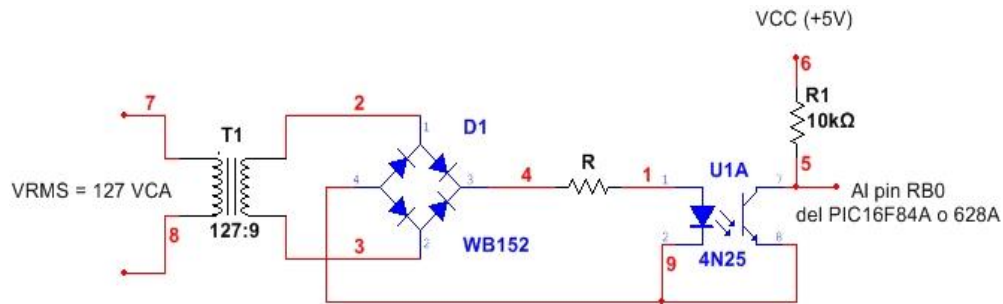 VCC (+5V)
6
R1
10kΩ
5
7
2
1
D1
T1
R
4
3
4
1
1
U1A
7
VRMS = 127 VCA
Al pin RB0
del PIC16F84A o 628A
8
127:9
3
2
WB152
2
9
4N25
8